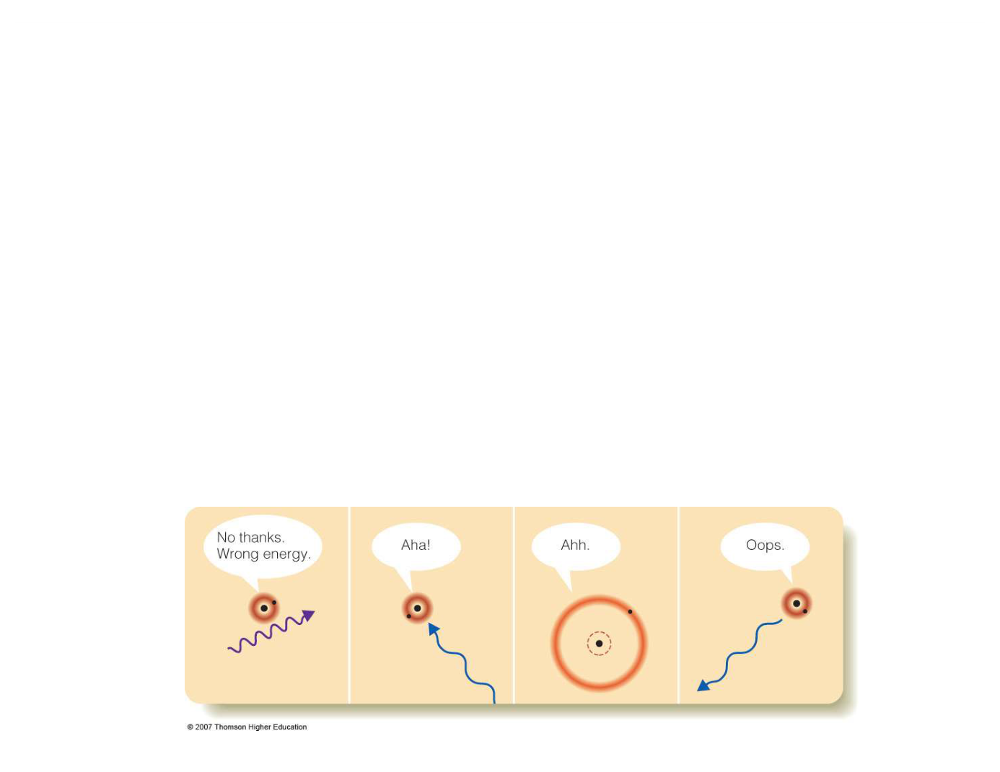 No thanks.
Wrong energy.
Aha!
Ahh.
Oops.
© 2007 Thomson Higher Education